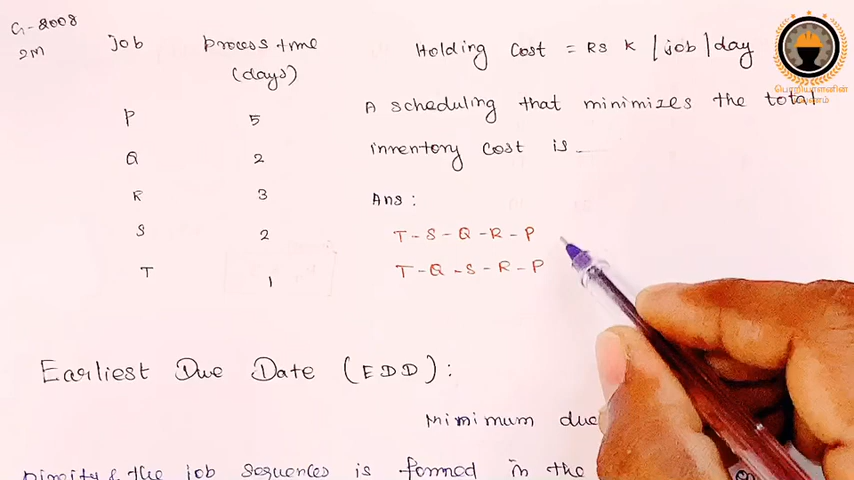 G-2008
2M
Job Process time (days)
P 5
Q 2
R 3
S 2
T 1
Holding Cost = Rs K /job/day
A scheduling that minimizes the total
inventory Cost is
Ans:
T-S-Q-R-P
T-Q-S-R-P
Earliest Due Date (EDD):
Minimum due
the job sequences is formed in the